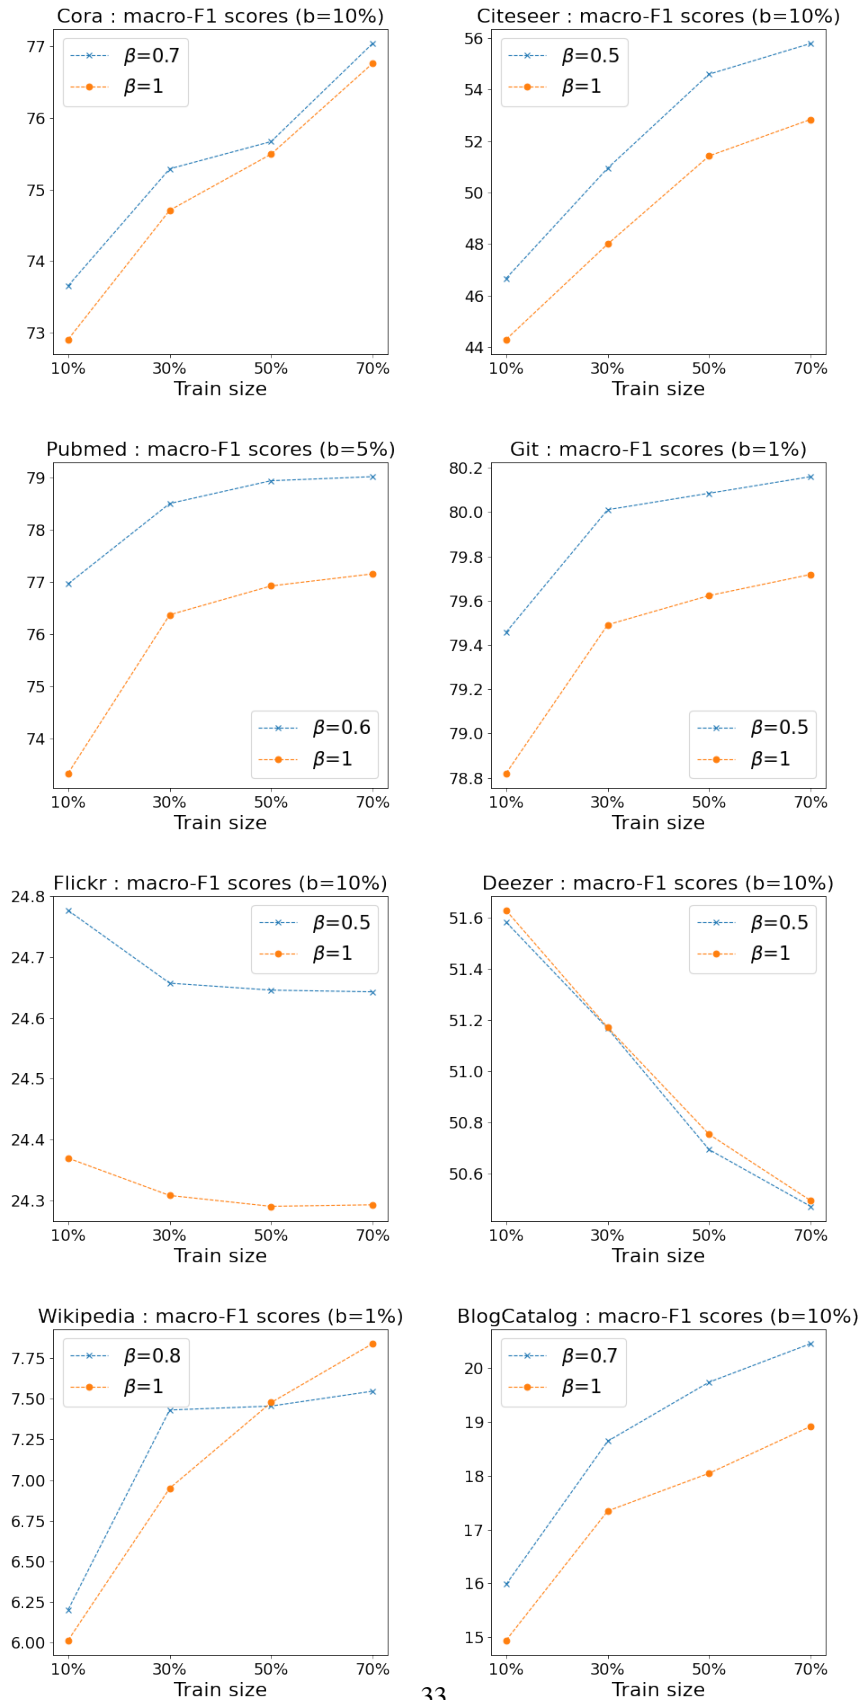 Cora : macro-F1 scores (b=10%)
77
76
75
74
73
β=0.7
β=1
10% 30% 50% 70%
Train size
Citeseer : macro-F1 scores (b=10%)
56
54
52
50
48
46
44
β=0.5
β=1
10% 30% 50% 70%
Train size
Pubmed : macro-F1 scores (b=5%)
79
78
77
76
75
74
β=0.6
β=1
10% 30% 50% 70%
Train size
Git : macro-F1 scores (b=1%)
80.2
80.0
79.8
79.6
79.4
79.2
79.0
78.8
β=0.5
β=1
10% 30% 50% 70%
Train size
Flickr : macro-F1 scores (b=10%)
24.8
24.7
24.6
24.5
24.4
24.3
β=0.5
β=1
10% 30% 50% 70%
Train size
Deezer : macro-F1 scores (b=10%)
51.6
51.4
51.2
51.0
50.8
50.6
β=0.5
β=1
10% 30% 50% 70%
Train size
Wikipedia : macro-F1 scores (b=1%)
7.75
7.50
7.25
7.00
6.75
6.50
6.25
6.00
β=0.8
β=1
10% 30% 50% 70%
Train size
BlogCatalog : macro-F1 scores (b=10%)
20
19
18
17
16
15
β=0.7
β=1
10% 30% 50% 70%
Train size
33